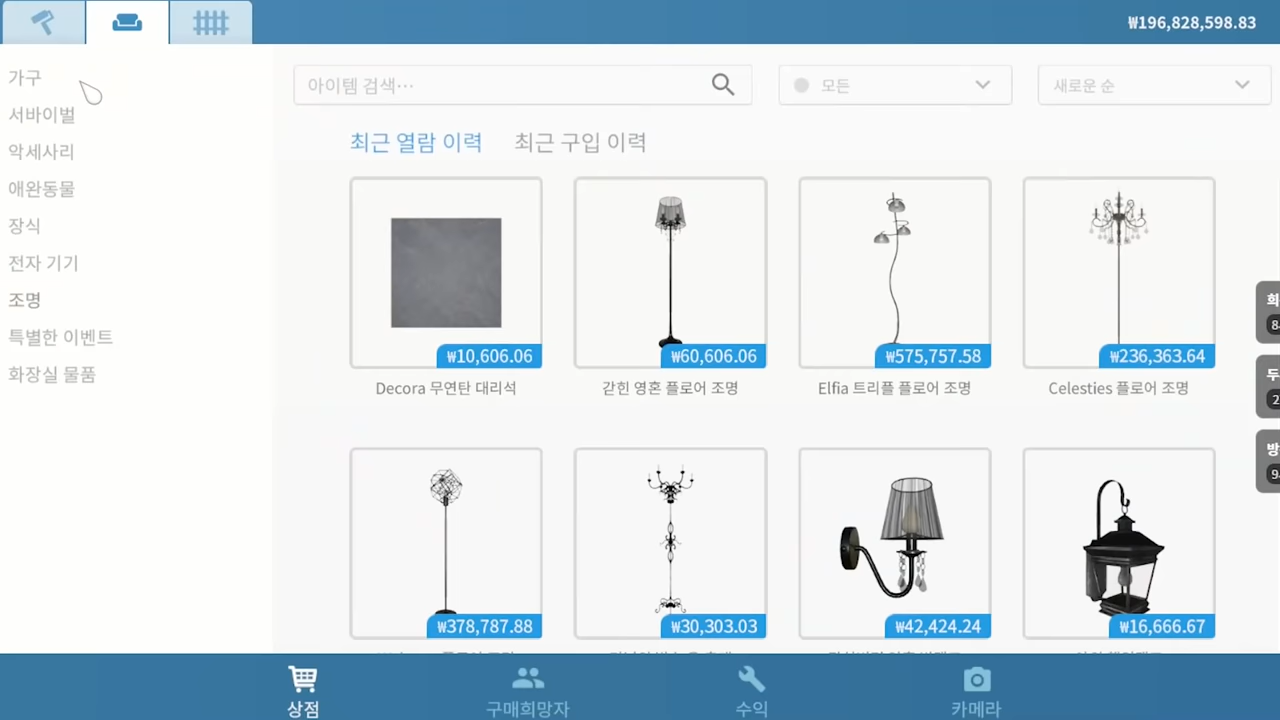 ₩196,828,598.83
가구
서바이벌
악세사리
애완동물
장식
전자 기기
조명
특별한 이벤트
화장실 물품
아이템 검색…
모든
새로운 순
최근 열람 이력
최근 구입 이력
₩10,606.06
₩60,606.06
₩575,757.58
₩236,363.64
Decora 무연탄 대리석
갇힌 영혼 플로어 조명
Elfia 트리플 플로어 조명
Celesties 플로어 조명
₩378,787.88
₩30,303.03
₩42,424.24
₩16,666.67
상점
구매희망자
수익
카메라